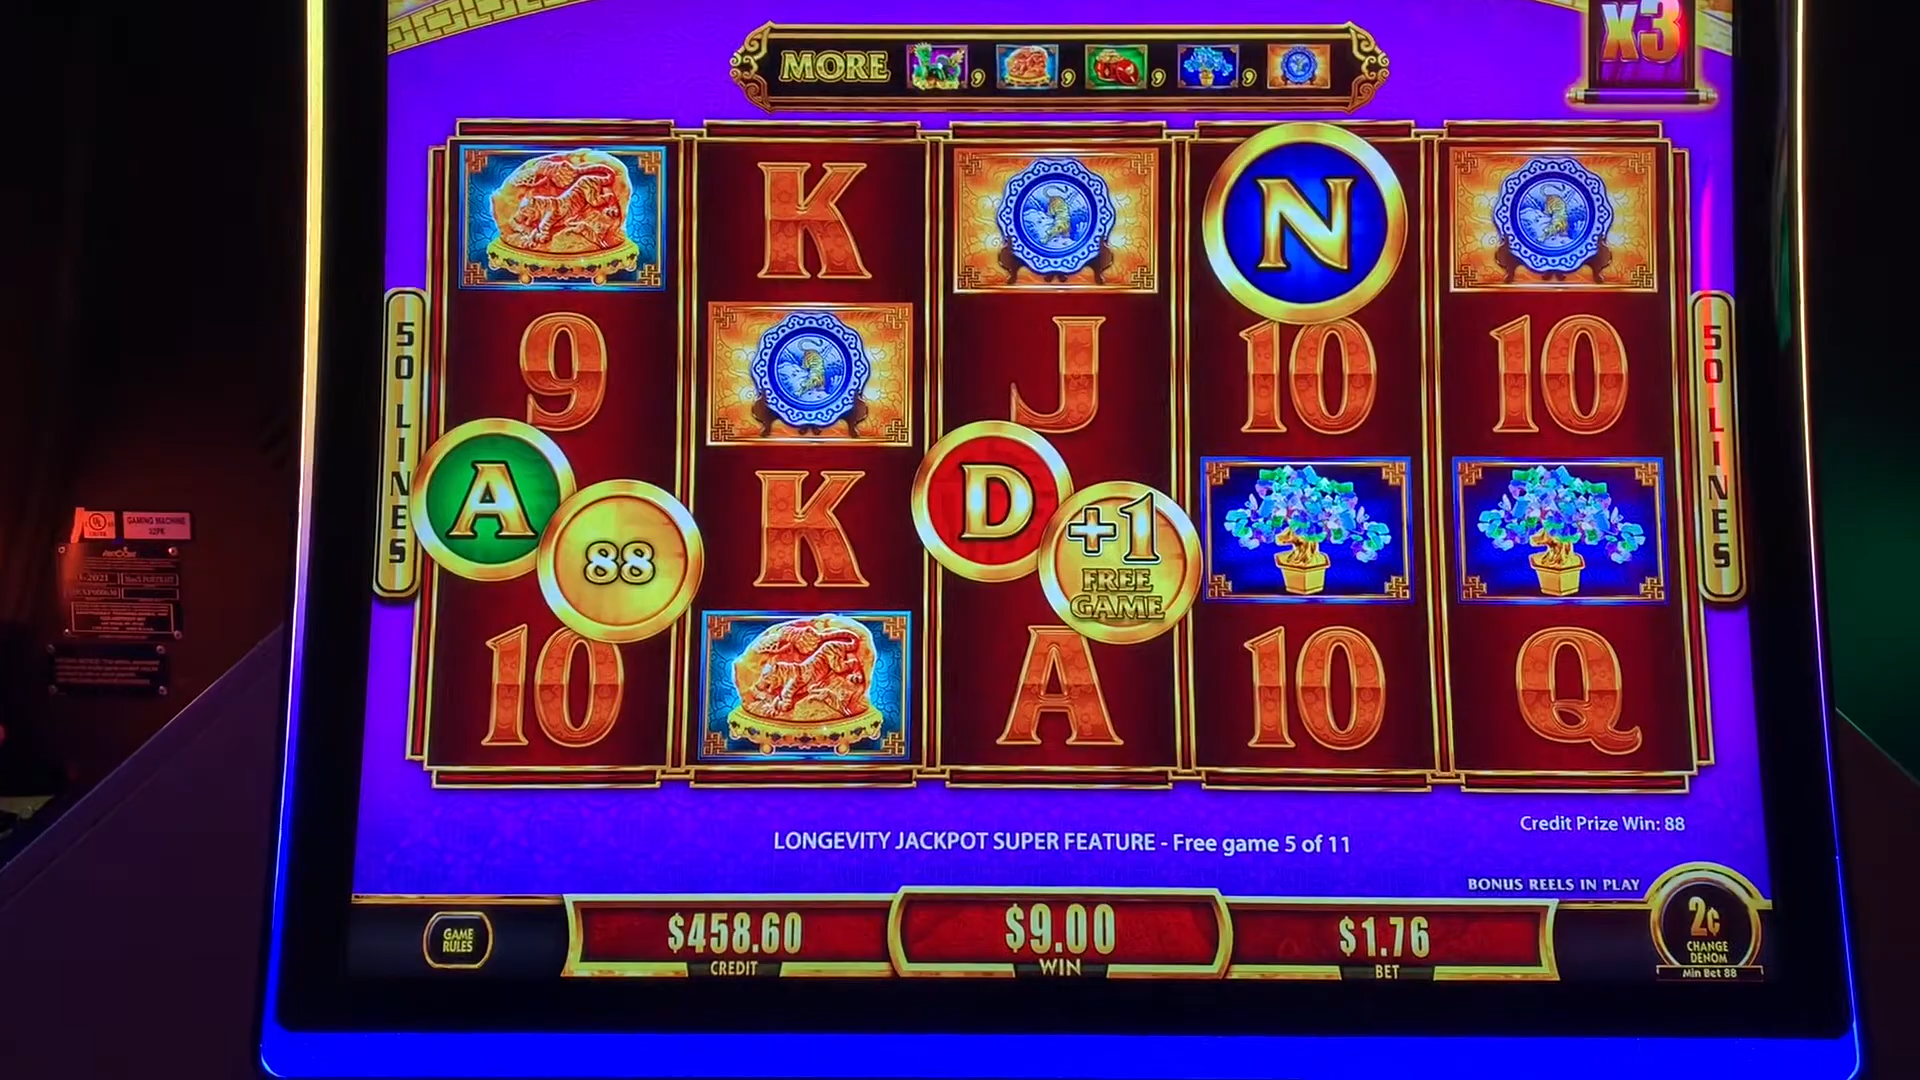 x3
MORE , , , ,
K
N
9
J
10
10
50 LINES
50 LINES
A
88
K
D
+1
FREE
GAME
10
A
10
Q
GAMING MACHINE
LONGEVITY JACKPOT SUPER FEATURE - Free game 5 of 11
Credit Prize Win: 88
BONUS REELS IN PLAY
GAME
RULES
$458.60
CREDIT
$9.00
WIN
$1.76
BET
2¢
CHANGE
DENOM
Min Bet 88